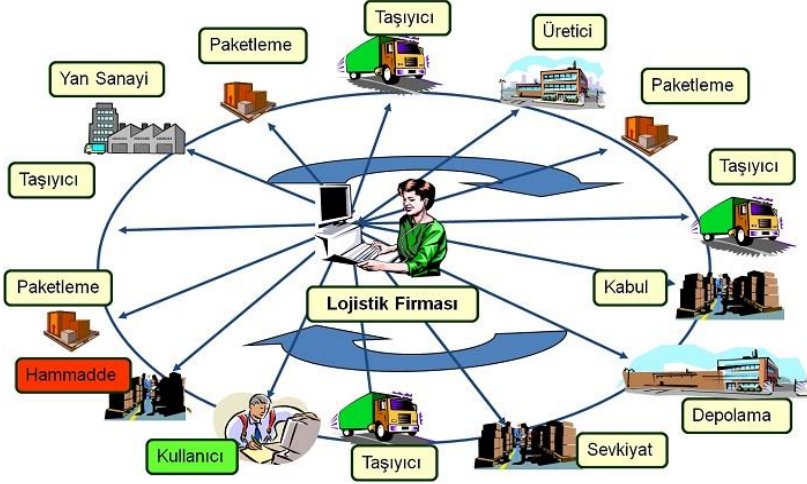 Taşıyıcı
Üretici
Paketleme
Yan Sanayi
Paketleme
Taşıyıcı
Taşıyıcı
Paketleme
Kabul
Lojistik Firması
Hammadde
Depolama
Kullanıcı
Taşıyıcı
Sevkiyat